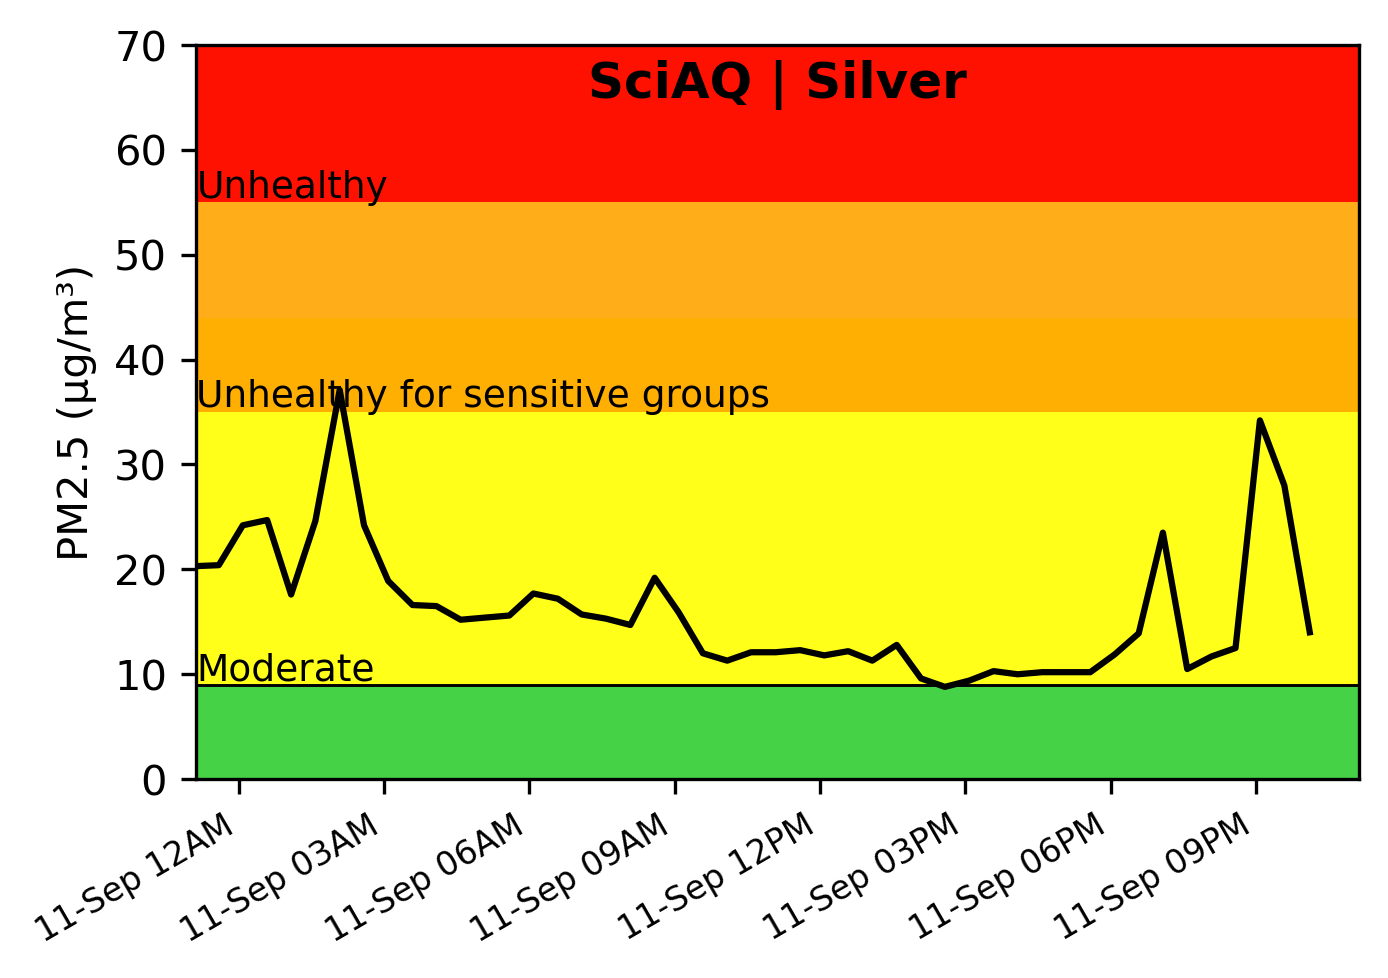 SciAQ | Silver
PM2.5 (µg/m³)
70
60
50
40
30
20
10
0
Unhealthy
Unhealthy for sensitive groups
Moderate
11-Sep 12AM
11-Sep 03AM
11-Sep 06AM
11-Sep 09AM
11-Sep 12PM
11-Sep 03PM
11-Sep 06PM
11-Sep 09PM